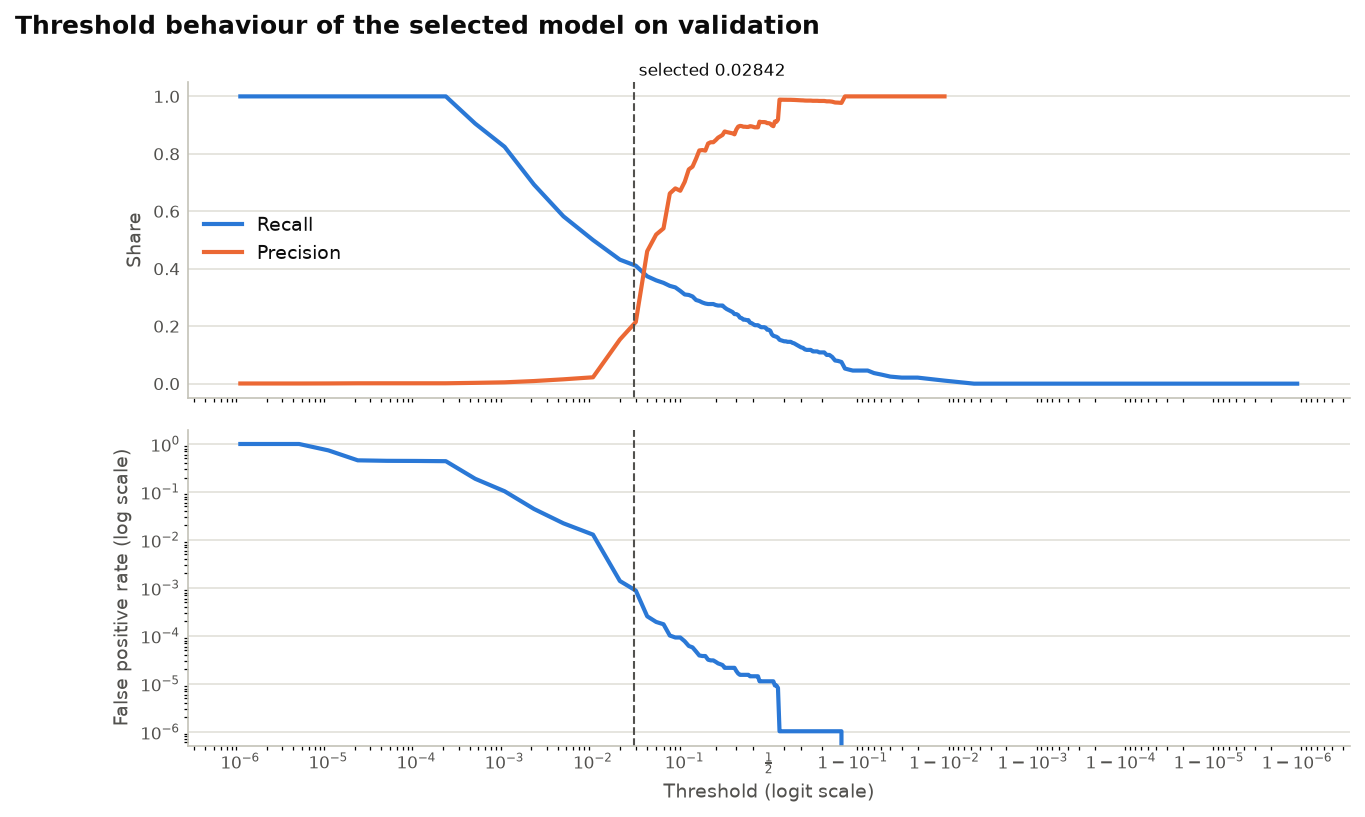 Threshold behaviour of the selected model on validation
selected 0.02842
1.0
0.8
0.6
0.4
0.2
0.0
Share
Recall
Precision
10⁰
10⁻¹
10⁻²
10⁻³
10⁻⁴
10⁻⁵
10⁻⁶
False positive rate (log scale)
10⁻⁶ 10⁻⁵ 10⁻⁴ 10⁻³ 10⁻² 10⁻¹ ½ 1−10⁻¹ 1−10⁻² 1−10⁻³ 1−10⁻⁴ 1−10⁻⁵ 1−10⁻⁶
Threshold (logit scale)